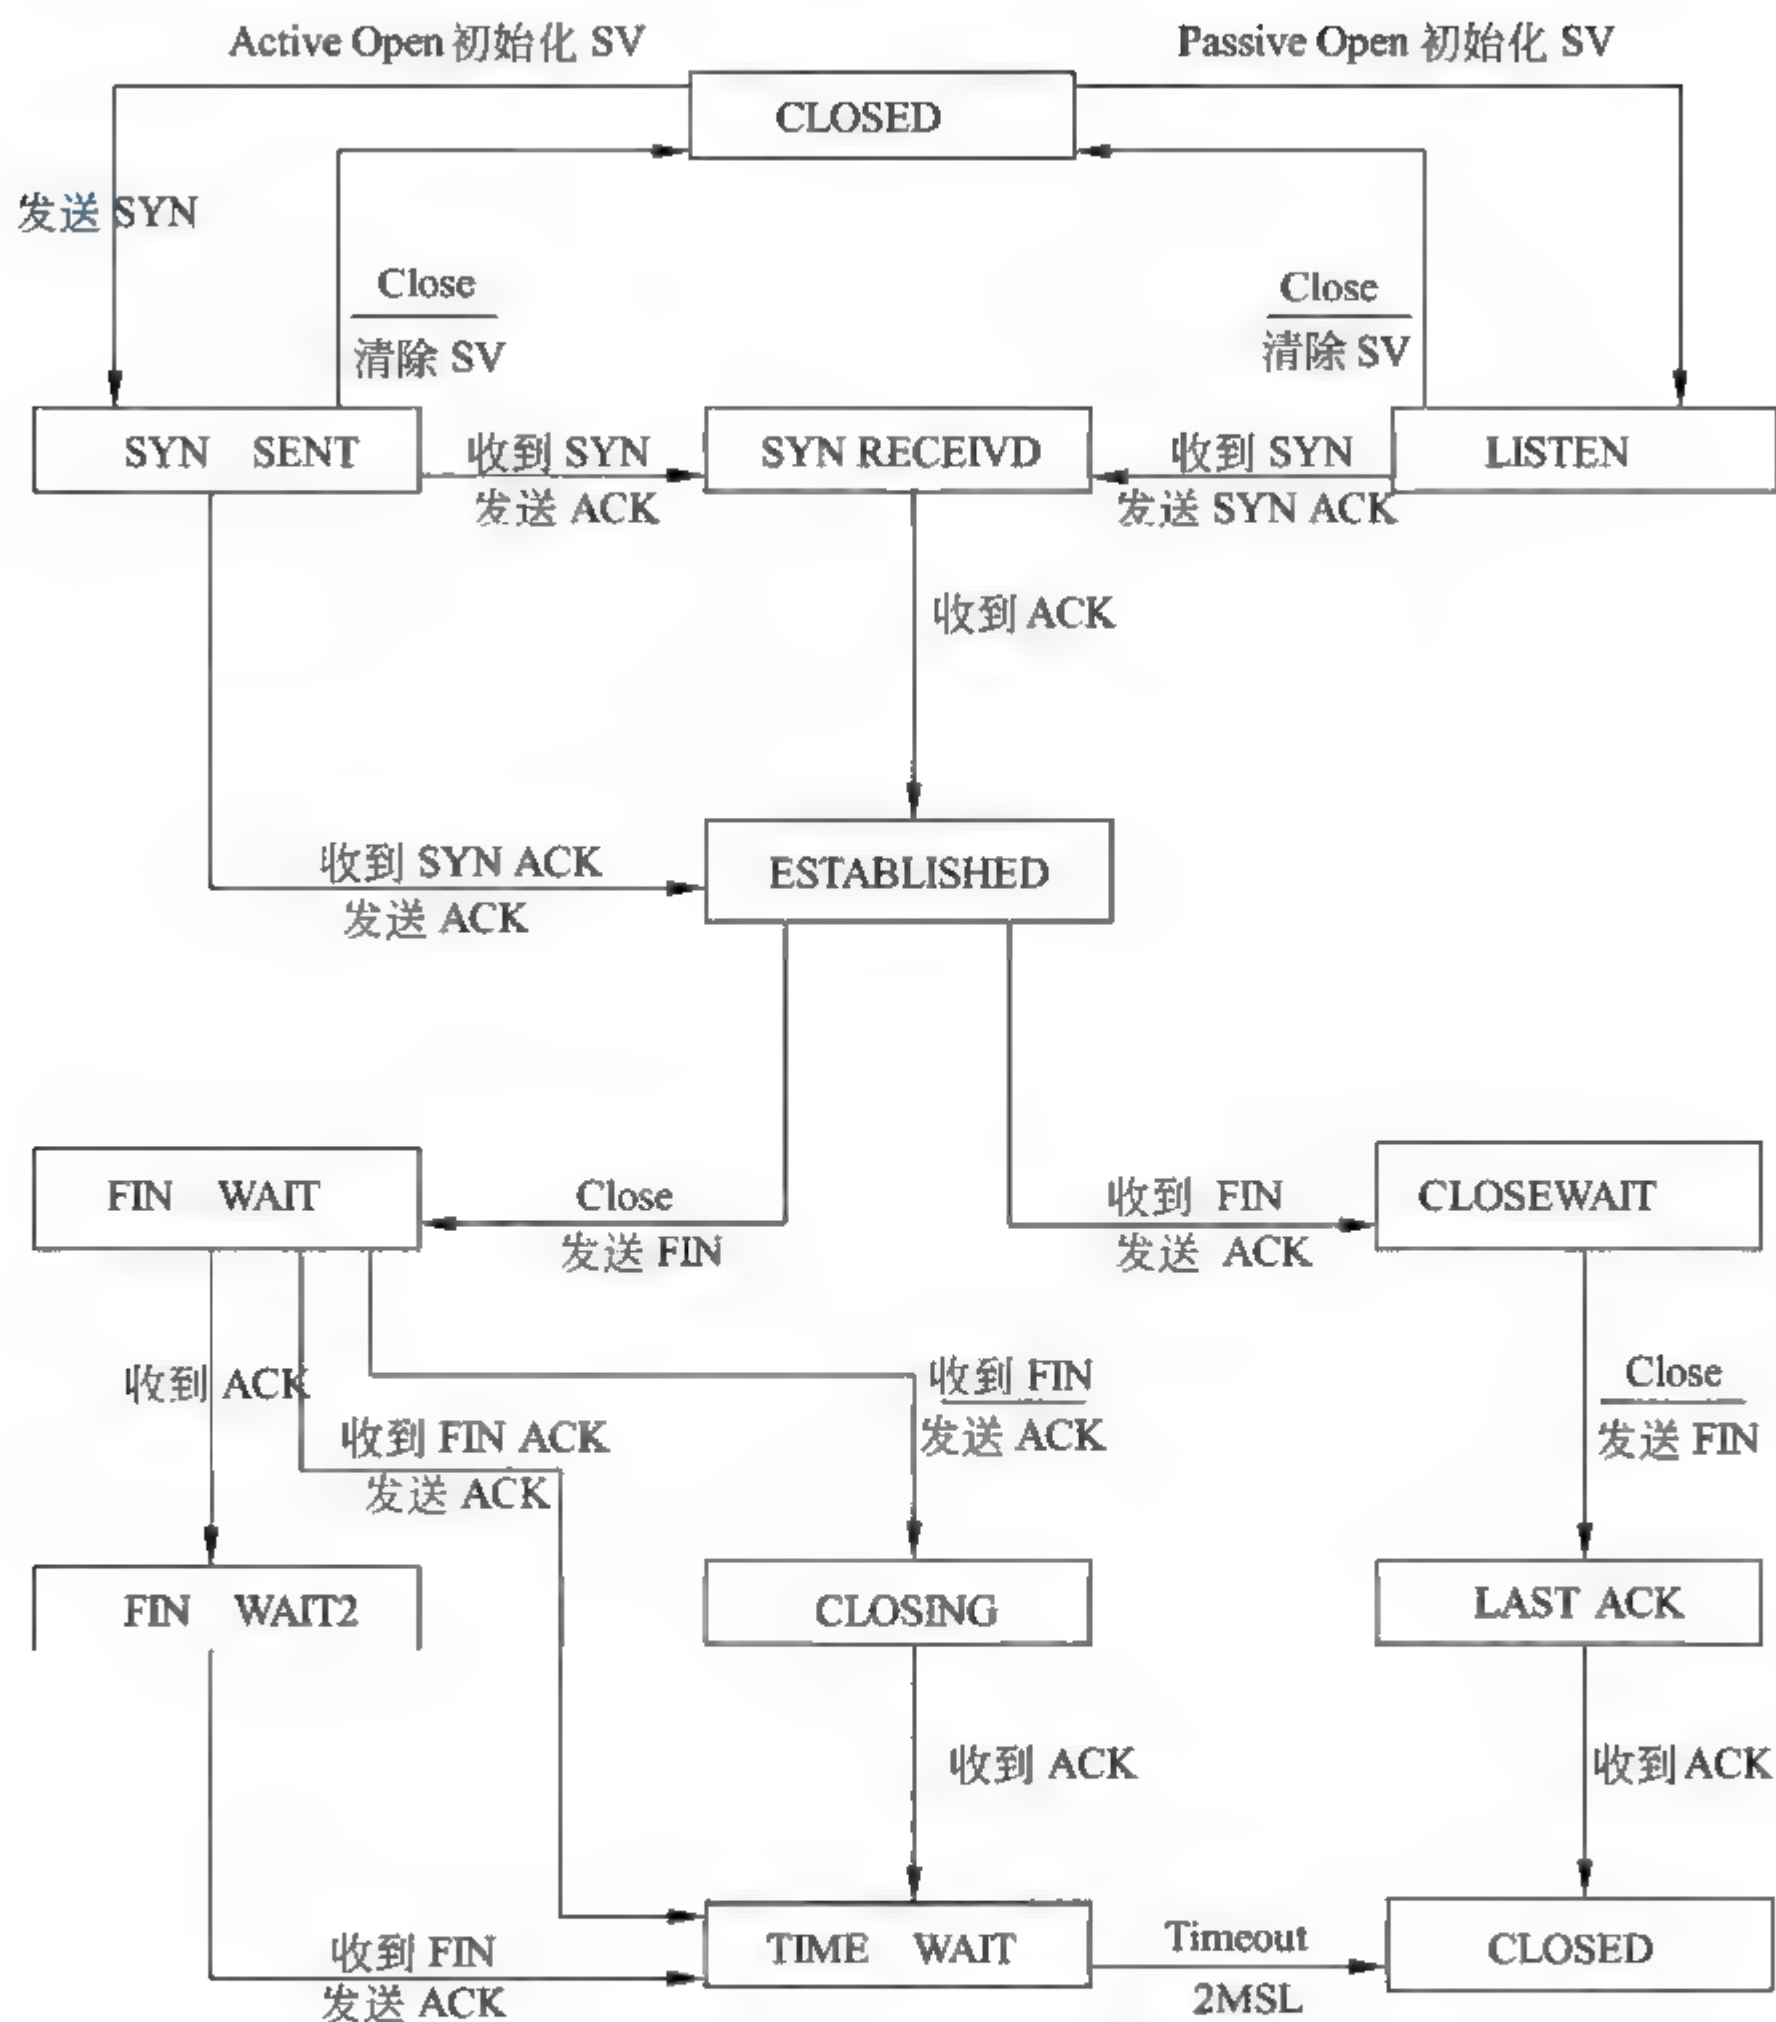 Active Open 初始化 SV
Passive Open 初始化 SV
CLOSED
发送 SYN
Close
清除 SV
Close
清除 SV
SYN SENT
收到 SYN
发送 ACK
SYN RECEIVD
收到 SYN
发送 SYN ACK
LISTEN
收到 ACK
收到 SYN ACK
发送 ACK
ESTABLISHED
FIN WAIT
Close
发送 FIN
收到 FIN
发送 ACK
CLOSEWAIT
收到 ACK
收到 FIN ACK
发送 ACK
收到 FIN
发送 ACK
Close
发送 FIN
FIN WAIT2
CLOSING
LAST ACK
收到 ACK
收到 ACK
收到 FIN
发送 ACK
TIME WAIT
Timeout
2MSL
CLOSED